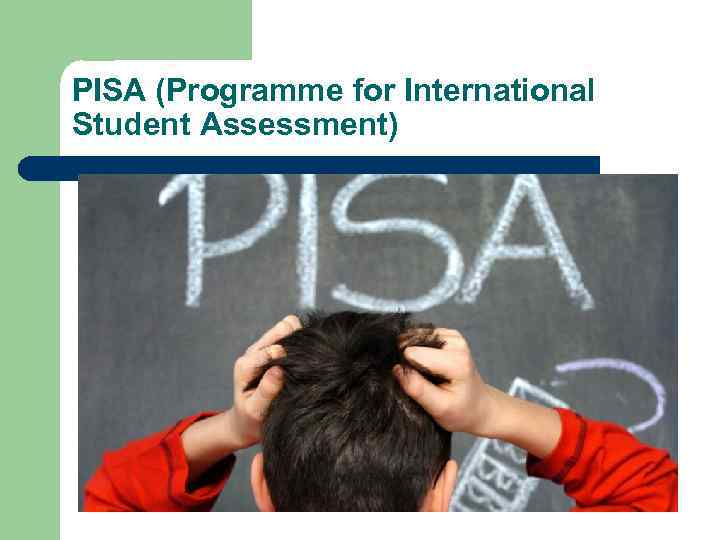 PISA (Programme for International
Student Assessment)
PISA